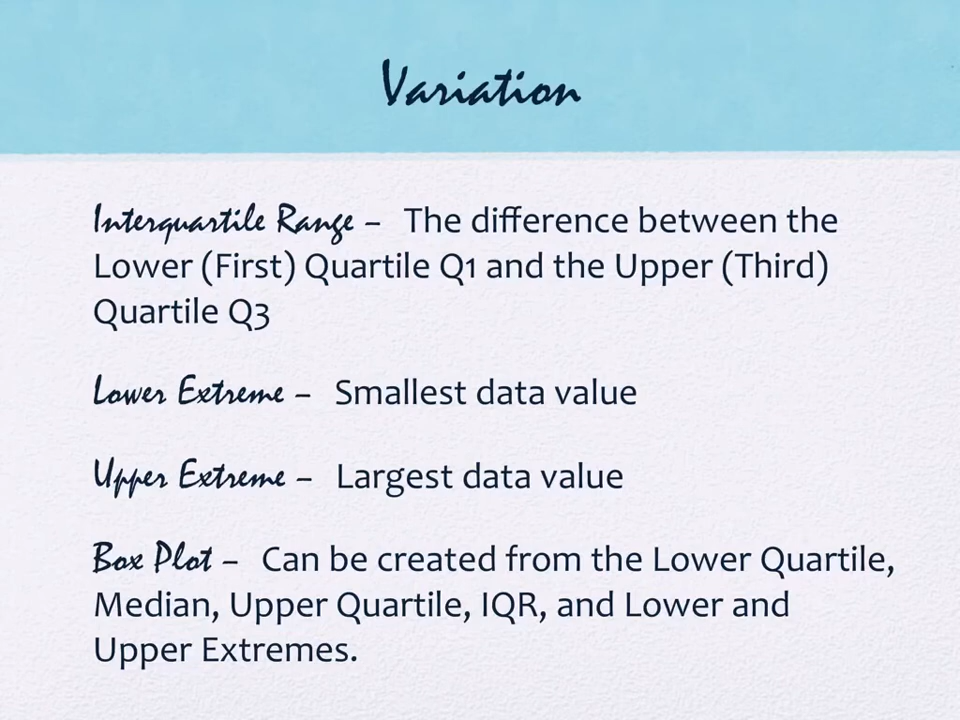 Variation
Interquartile Range – The difference between the
Lower (First) Quartile Q1 and the Upper (Third)
Quartile Q3
Lower Extreme – Smallest data value
Upper Extreme – Largest data value
Box Plot – Can be created from the Lower Quartile,
Median, Upper Quartile, IQR, and Lower and
Upper Extremes.